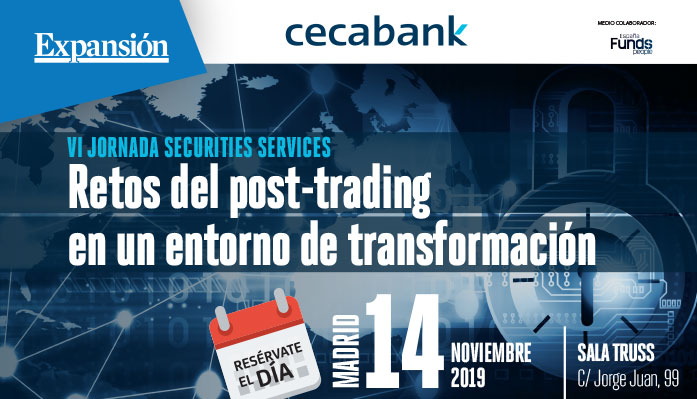 Expansión
cecabank
MEDIO COLABORADOR:
España
Funds
people
VI JORNADA SECURITIES SERVICES
Retos del post-trading
en un entorno de transformación
RESÉRVATE
EL DÍA
MADRID
14
NOVIEMBRE
2019
SALA TRUSS
C/ Jorge Juan, 99